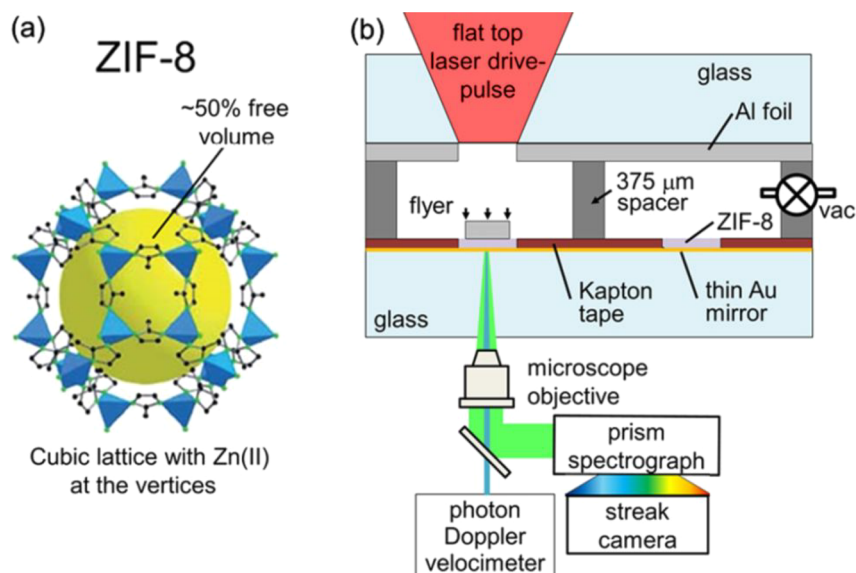 (a)
ZIF-8
~50% free
volume
Cubic lattice with Zn(II)
at the vertices
(b)
flat top
laser drive-
pulse
glass
Al foil
flyer
375 μm
spacer
ZIF-8
vac
Kapton
tape
thin Au
mirror
glass
microscope
objective
prism
spectrograph
streak
camera
photon
Doppler
velocimeter